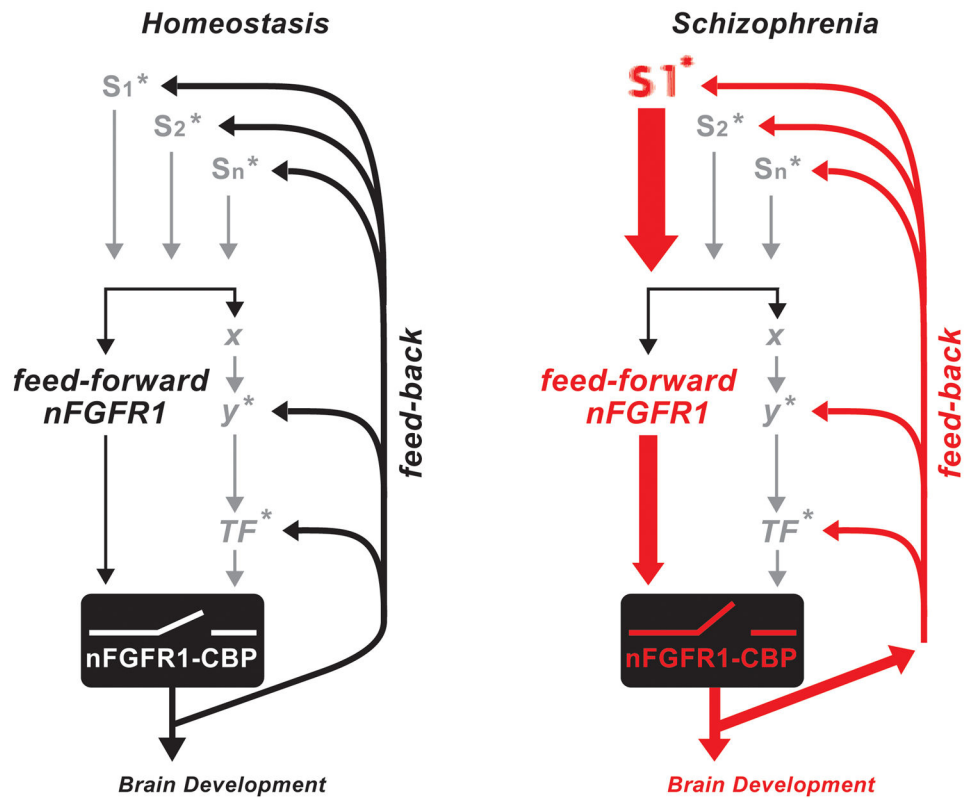 Homeostasis
S1*
S2*
Sn*
x
feed-forward
nFGFR1
y*
TF*
feed-back
nFGFR1-CBP
Brain Development
Schizophrenia
S1*
S2*
Sn*
x
feed-forward
nFGFR1
y*
TF*
feed-back
nFGFR1-CBP
Brain Development